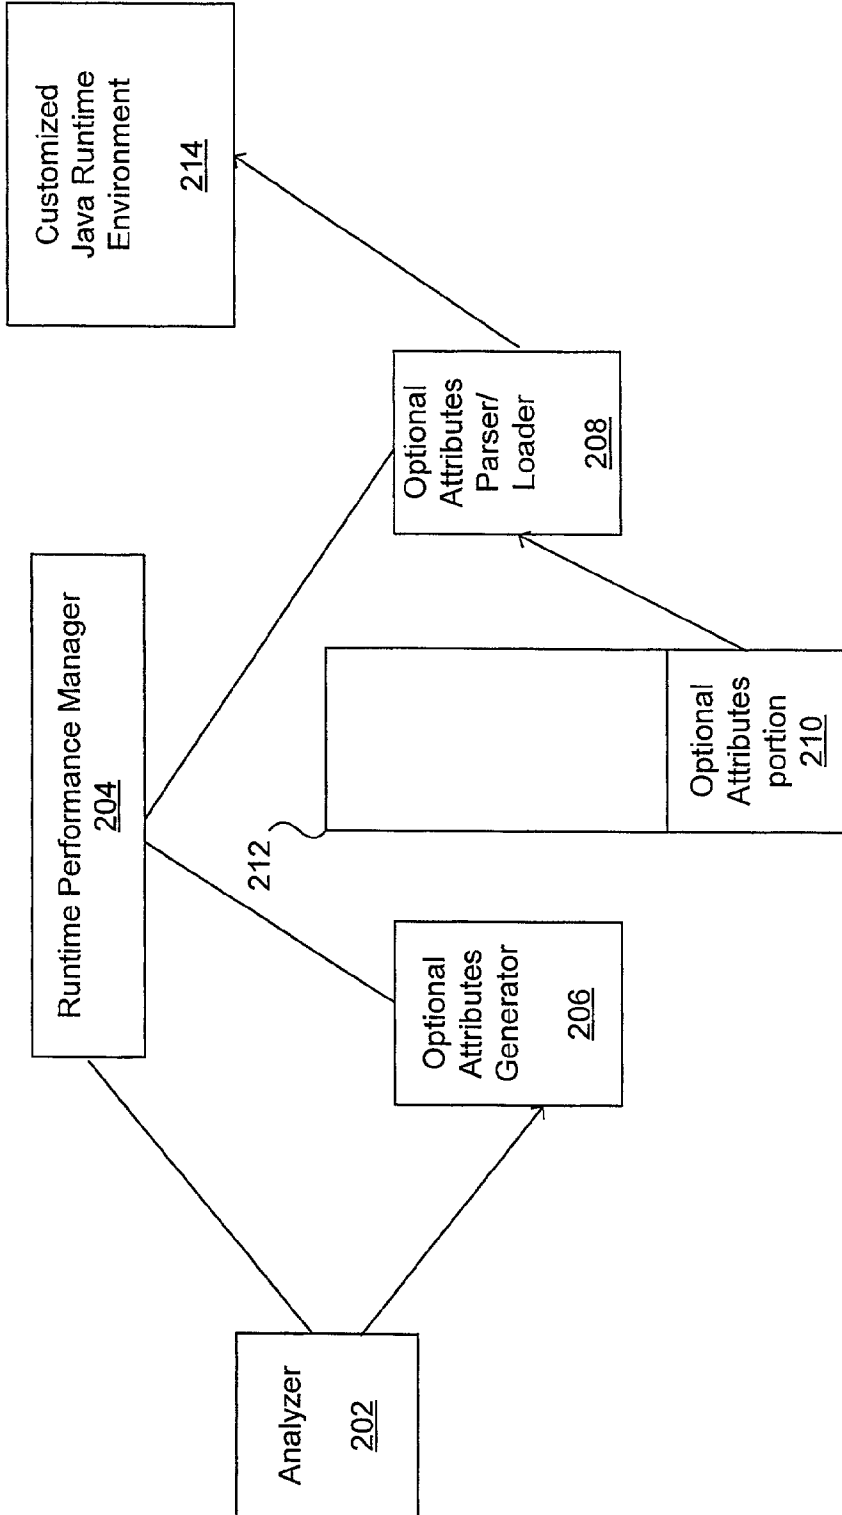 Runtime Performance Manager
204
Customized
Java Runtime
Environment
214
Analyzer
202
Optional
Attributes
Generator
206
212
Optional
Attributes
portion
210
Optional
Attributes
Parser/
Loader
208